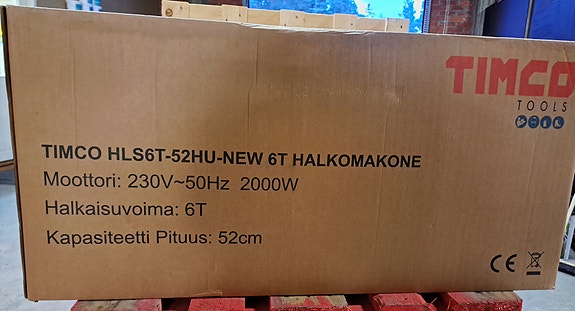 TIMCO
TOOLS
TIMCO HLS6T-52HU-NEW 6T HALKOMAKONE
Moottori: 230V~50Hz 2000W
Halkaisuvoima: 6T
Kapasiteetti Pituus: 52cm
CE